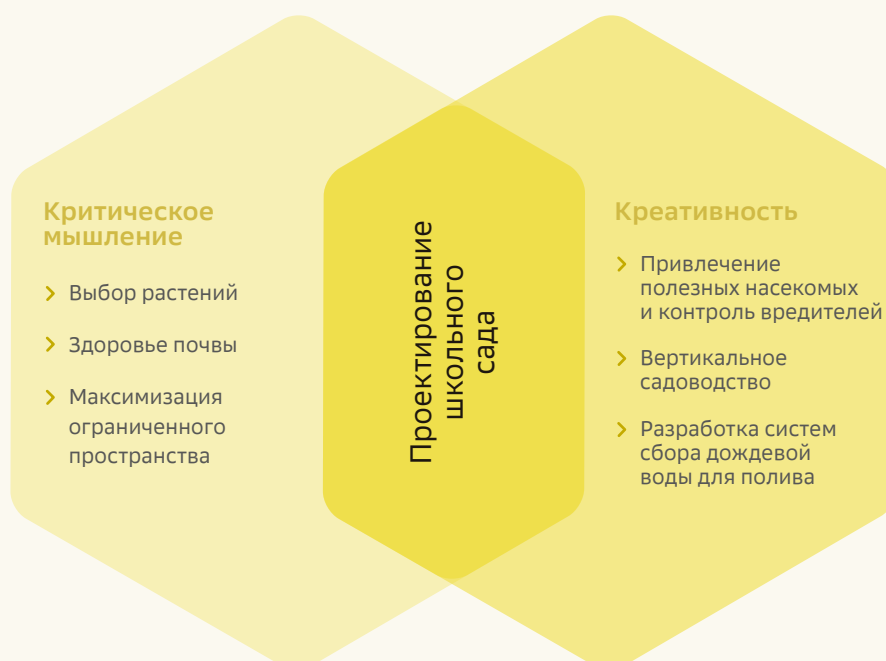 Критическое
мышление
Выбор растений
Здоровье почвы
Максимизация
ограниченного
пространства
Проектирование
школьного
сада
Креативность
Привлечение
полезных насекомых
и контроль вредителей
Вертикальное
садоводство
Разработка систем
сбора дождевой
воды для полива